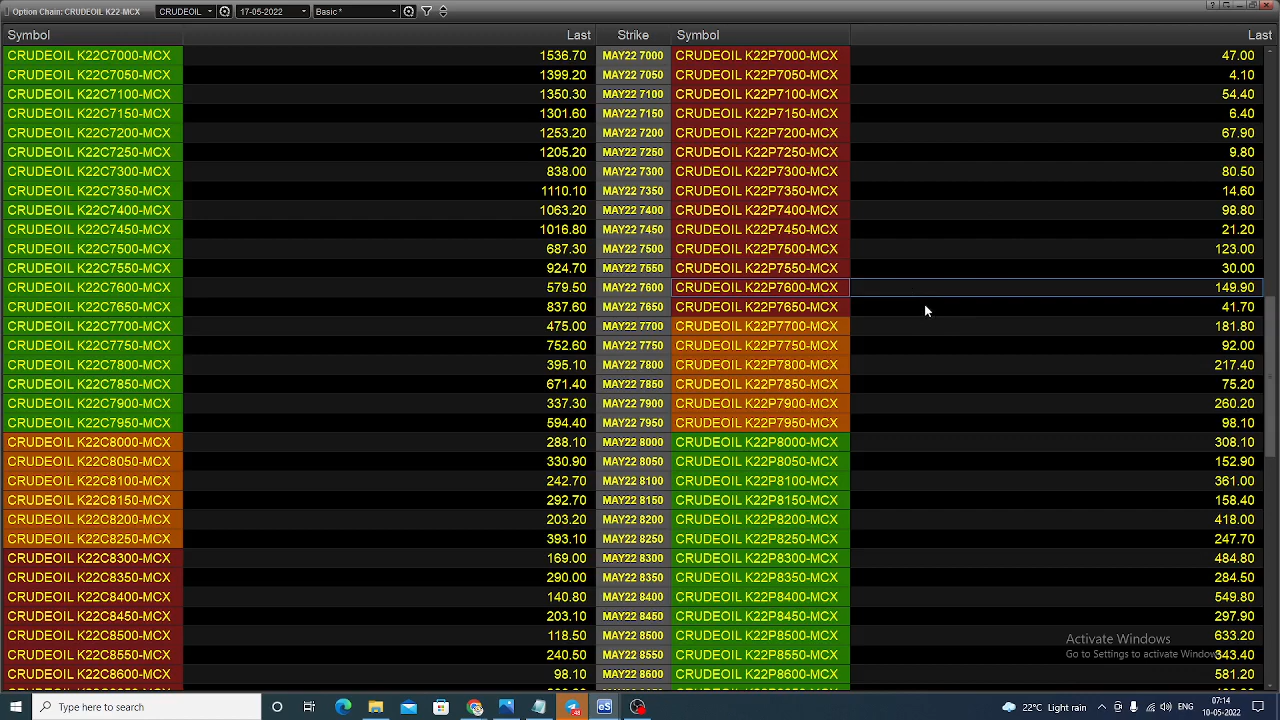 Option Chain: CRUDEOIL K22-MCX CRUDEOIL 17-05-2022 Basic *
Symbol Last Strike Symbol Last
CRUDEOIL K22C7000-MCX 1536.70 MAY22 7000 CRUDEOIL K22P7000-MCX 47.00
CRUDEOIL K22C7050-MCX 1399.20 MAY22 7050 CRUDEOIL K22P7050-MCX 4.10
CRUDEOIL K22C7100-MCX 1350.30 MAY22 7100 CRUDEOIL K22P7100-MCX 54.40
CRUDEOIL K22C7150-MCX 1301.60 MAY22 7150 CRUDEOIL K22P7150-MCX 6.40
CRUDEOIL K22C7200-MCX 1253.20 MAY22 7200 CRUDEOIL K22P7200-MCX 67.90
CRUDEOIL K22C7250-MCX 1205.20 MAY22 7250 CRUDEOIL K22P7250-MCX 9.80
CRUDEOIL K22C7300-MCX 838.00 MAY22 7300 CRUDEOIL K22P7300-MCX 80.50
CRUDEOIL K22C7350-MCX 1110.10 MAY22 7350 CRUDEOIL K22P7350-MCX 14.60
CRUDEOIL K22C7400-MCX 1063.20 MAY22 7400 CRUDEOIL K22P7400-MCX 98.80
CRUDEOIL K22C7450-MCX 1016.80 MAY22 7450 CRUDEOIL K22P7450-MCX 21.20
CRUDEOIL K22C7500-MCX 687.30 MAY22 7500 CRUDEOIL K22P7500-MCX 123.00
CRUDEOIL K22C7550-MCX 924.70 MAY22 7550 CRUDEOIL K22P7550-MCX 30.00
CRUDEOIL K22C7600-MCX 579.50 MAY22 7600 CRUDEOIL K22P7600-MCX 149.90
CRUDEOIL K22C7650-MCX 837.60 MAY22 7650 CRUDEOIL K22P7650-MCX 41.70
CRUDEOIL K22C7700-MCX 475.00 MAY22 7700 CRUDEOIL K22P7700-MCX 181.80
CRUDEOIL K22C7750-MCX 752.60 MAY22 7750 CRUDEOIL K22P7750-MCX 92.00
CRUDEOIL K22C7800-MCX 395.10 MAY22 7800 CRUDEOIL K22P7800-MCX 217.40
CRUDEOIL K22C7850-MCX 671.40 MAY22 7850 CRUDEOIL K22P7850-MCX 75.20
CRUDEOIL K22C7900-MCX 337.30 MAY22 7900 CRUDEOIL K22P7900-MCX 260.20
CRUDEOIL K22C7950-MCX 594.40 MAY22 7950 CRUDEOIL K22P7950-MCX 98.10
CRUDEOIL K22C8000-MCX 288.10 MAY22 8000 CRUDEOIL K22P8000-MCX 308.10
CRUDEOIL K22C8050-MCX 330.90 MAY22 8050 CRUDEOIL K22P8050-MCX 152.90
CRUDEOIL K22C8100-MCX 242.70 MAY22 8100 CRUDEOIL K22P8100-MCX 361.00
CRUDEOIL K22C8150-MCX 292.70 MAY22 8150 CRUDEOIL K22P8150-MCX 158.40
CRUDEOIL K22C8200-MCX 203.20 MAY22 8200 CRUDEOIL K22P8200-MCX 418.00
CRUDEOIL K22C8250-MCX 393.10 MAY22 8250 CRUDEOIL K22P8250-MCX 247.70
CRUDEOIL K22C8300-MCX 169.00 MAY22 8300 CRUDEOIL K22P8300-MCX 484.80
CRUDEOIL K22C8350-MCX 290.00 MAY22 8350 CRUDEOIL K22P8350-MCX 284.50
CRUDEOIL K22C8400-MCX 140.80 MAY22 8400 CRUDEOIL K22P8400-MCX 549.80
CRUDEOIL K22C8450-MCX 203.10 MAY22 8450 CRUDEOIL K22P8450-MCX 297.90
CRUDEOIL K22C8500-MCX 118.50 MAY22 8500 CRUDEOIL K22P8500-MCX 633.20
CRUDEOIL K22C8550-MCX 240.50 MAY22 8550 CRUDEOIL K22P8550-MCX 343.40
CRUDEOIL K22C8600-MCX 98.10 MAY22 8600 CRUDEOIL K22P8600-MCX 581.20
Activate Windows
Go to Settings to activate Windows.
Type here to search
eS
22°C Light rain ENG
07:14
10-05-2022